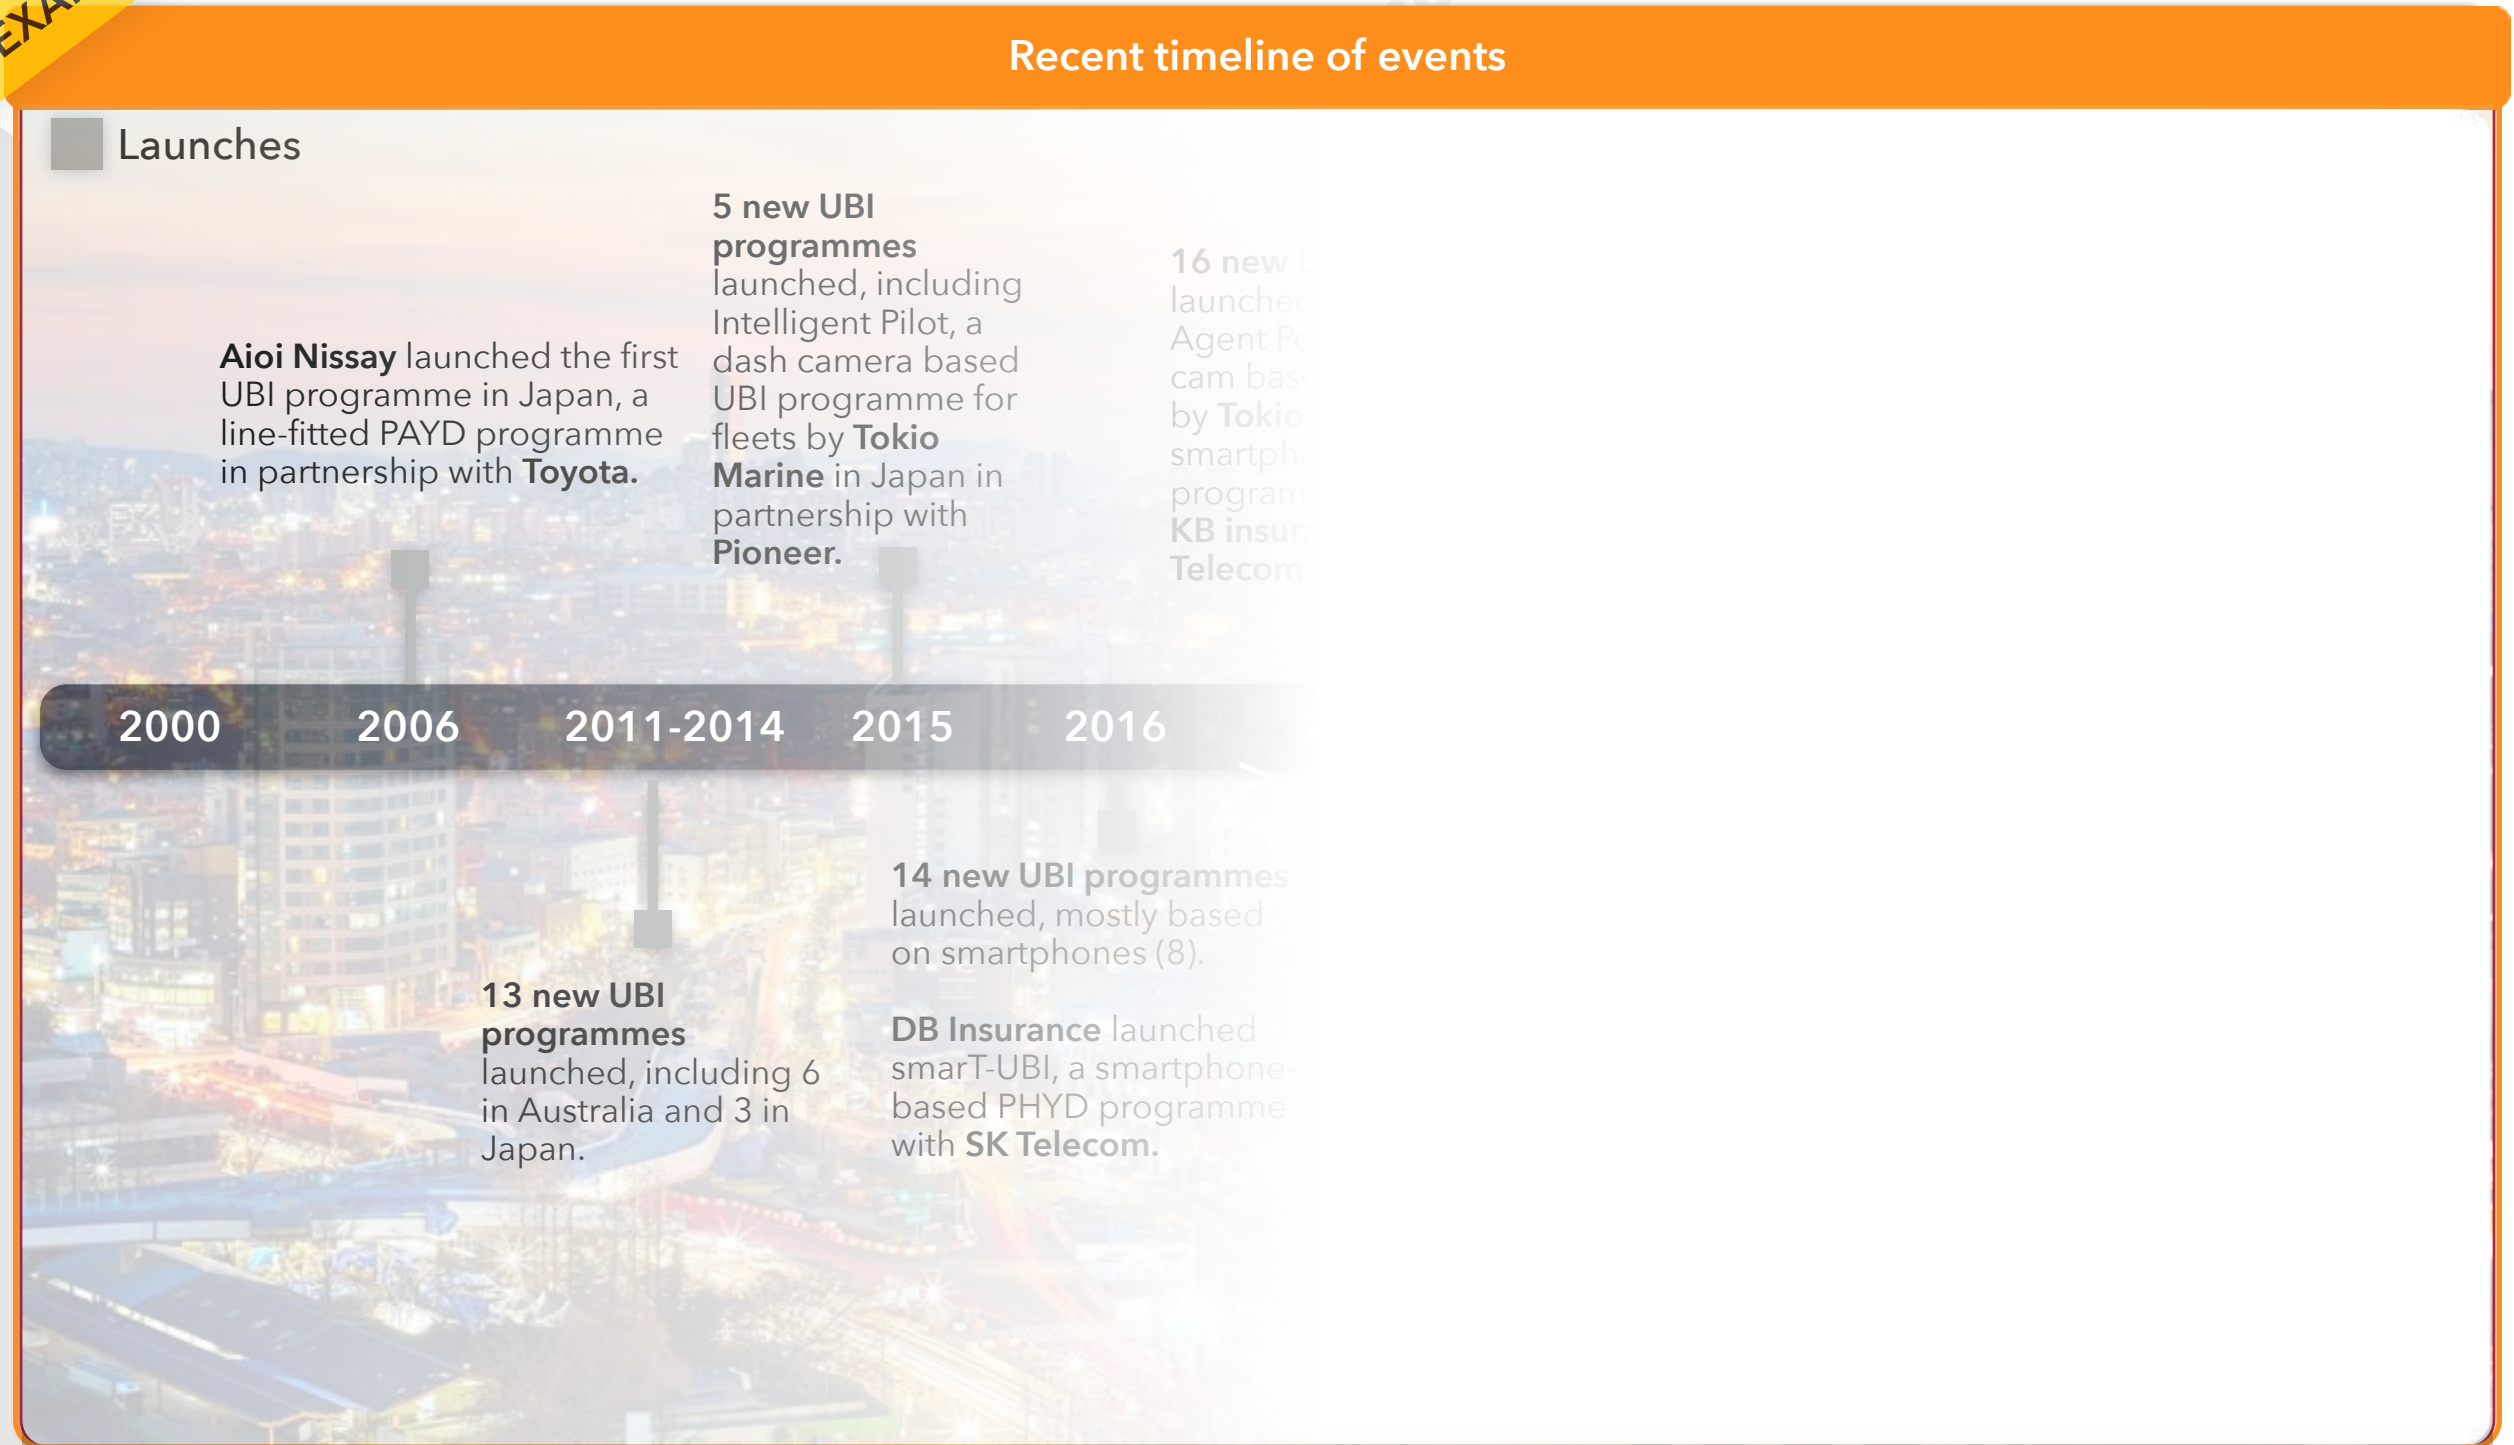 Recent timeline of events
Launches
Aioi Nissay launched the first
UBI programme in Japan, a
line-fitted PAYD programme
in partnership with Toyota.
5 new UBI
programmes
launched, including
Intelligent Pilot, a
dash camera based
UBI programme for
fleets by Tokio
Marine in Japan in
partnership with
Pioneer.
16 new
launched
Agent
cam
by Tokio
KB
Telecom
2000 2006 2011-2014 2015 2016
>
13 new UBI
programmes
launched, including 6
in Australia and 3 in
Japan.
14 new UBI programmes
launched, mostly based
on smartphones (8).
DB Insurance launched
smarT-UBI, a smartphone-
based PHYD programme
with SK Telecom.